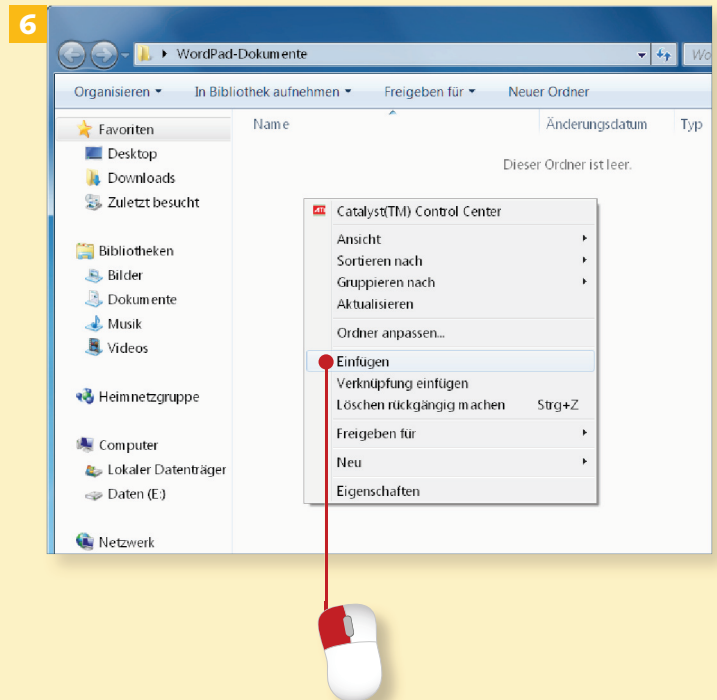 6
WordPad-Dokumente
Wo
Organisieren In Bibliothek aufnehmen Freigeben für Neuer Ordner
Name Änderungsdatum Typ
Dieser Ordner ist leer.
Favoriten
Desktop
Downloads
Zuletzt besucht
Bibliotheken
Bilder
Dokumente
Musik
Videos
Heimnetzgruppe
Computer
Lokaler Datenträger
Daten (E:)
Netzwerk
ATI Catalyst(TM) Control Center
Ansicht
Sortieren nach
Gruppieren nach
Aktualisieren
Ordner anpassen...
Einfügen
Verknüpfung einfügen
Löschen rückgängig machen Strg+Z
Freigeben für
Neu
Eigenschaften